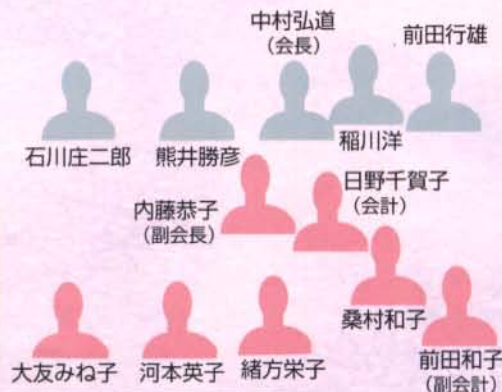 中村弘道
（会長）
前田行雄
石川庄二郎
熊井勝彦
稲川洋
内藤恭子
（副会長）
日野千賀子
（会計）
桑村和子
大友みね子
河本英子
緒方栄子
前田和子
（副会計）